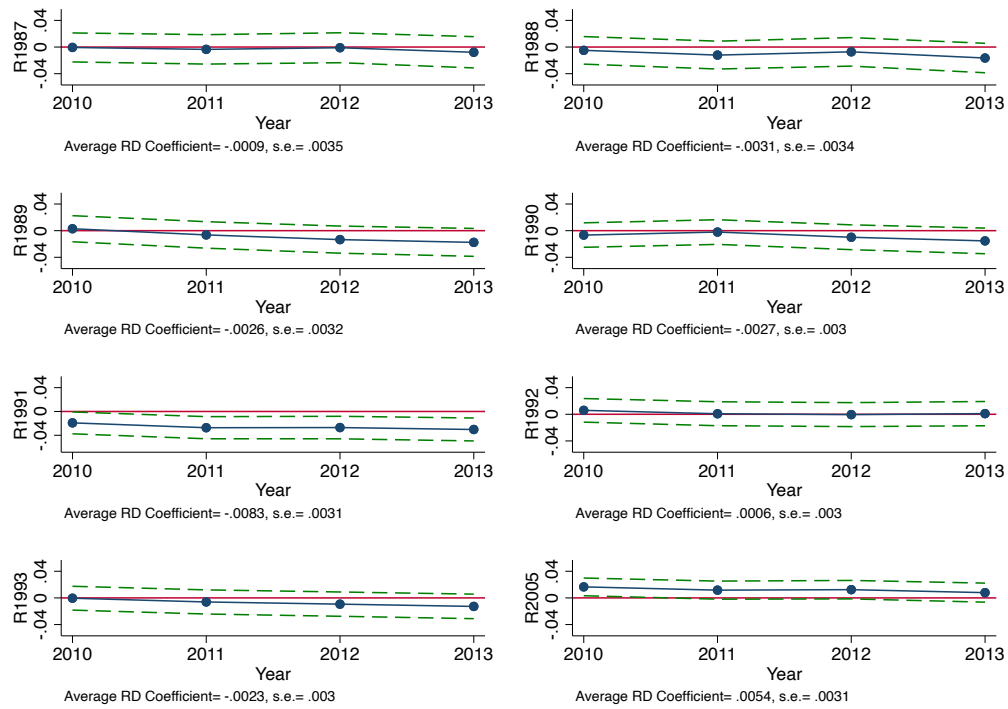 R1987
.04
0
-.04
2010 2011 2012 2013
Year
Average RD Coefficient= -.0009, s.e.= .0035
R1988
.04
0
-.04
2010 2011 2012 2013
Year
Average RD Coefficient= -.0031, s.e.= .0034
R1989
.04
0
-.04
2010 2011 2012 2013
Year
Average RD Coefficient= -.0026, s.e.= .0032
R1990
.04
0
-.04
2010 2011 2012 2013
Year
Average RD Coefficient= -.0027, s.e.= .003
R1991
.04
0
-.04
2010 2011 2012 2013
Year
Average RD Coefficient= -.0083, s.e.= .0031
R1992
.04
0
-.04
2010 2011 2012 2013
Year
Average RD Coefficient= .0006, s.e.= .003
R1993
.04
0
-.04
2010 2011 2012 2013
Year
Average RD Coefficient= -.0023, s.e.= .003
R2005
.04
0
-.04
2010 2011 2012 2013
Year
Average RD Coefficient= .0054, s.e.= .0031